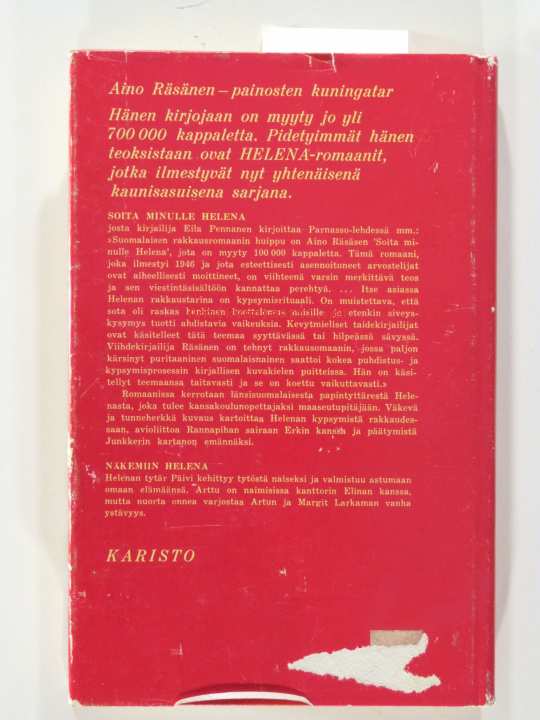 Aino Räsänen – painosten kuningatar
Hänen kirjojaan on myyty jo yli
700 000 kappaletta. Pidetyimmät hänen
teoksistaan ovat HELENA-romaanit,
jotka ilmestyvät nyt yhtenäisenä
kaunisasuisena sarjana.
SOITA MINULLE HELENA
josta kirjailija Eila Pennanen kirjoittaa Parnasso-lehdessä mm.:
»Suomalaisen rakkausromaanin huippu on Aino Räsäsen 'Soita mi-
nulle Helena', jota on myyty 100 000 kappaletta. Tämä romaani,
joka ilmestyi 1946 ja jota esteettisesti asennoituneet arvostelijat
ovat aiheellisesti moittineet, on viihteenä varsin merkittävä teos
ja sen viestintäsisältöön kannattaa perehtyä. ... Itse asiassa
Helenan rakkaustarina on kypsymisrituaali. On muistettava, että
sota oli raskas henkinen koettelemus naisille ja etenkin siveys-
kysymys tuotti ahdistavia vaikeuksia. Kevytmieliset taidekirjailijat
ovat käsitelleet tätä teemaa syyttävässä tai hilpeässä sävyssä.
Viihdekirjailija Räsänen on tehnyt rakkausromaanin, jossa paljon
kärsinyt puritaaninen suomalaisnainen saattoi kokea puhdistus- ja
kypsymisprosessin kirjallisen kuvakielen puitteissa. Hän on käsi-
tellyt teemaansa taitavasti ja se on koettu vaikuttavasti.»
Romaanissa kerrotaan länsisuomalaisesta papintyttärestä Hele-
nasta, joka tulee kansakoulunopettajaksi maaseutupitäjään. Väkevä
ja tunneherkkä kuvaus kartoittaa Helenan kypsymistä rakkaudes-
saan, avioliittoa Rannapihan sairaan Erkin kanssa ja päätymistä
Junkkerin kartanon emännäksi.
NÄKEMIIN HELENA
Helenan tytär Päivi kehittyy tytöstä naiseksi ja valmistuu astumaan
omaan elämäänsä. Arttu on naimisissa kanttorin Elinan kanssa,
mutta nuorta onnea varjostaa Artun ja Margit Larkaman vanha
ystävyys.
KARISTO